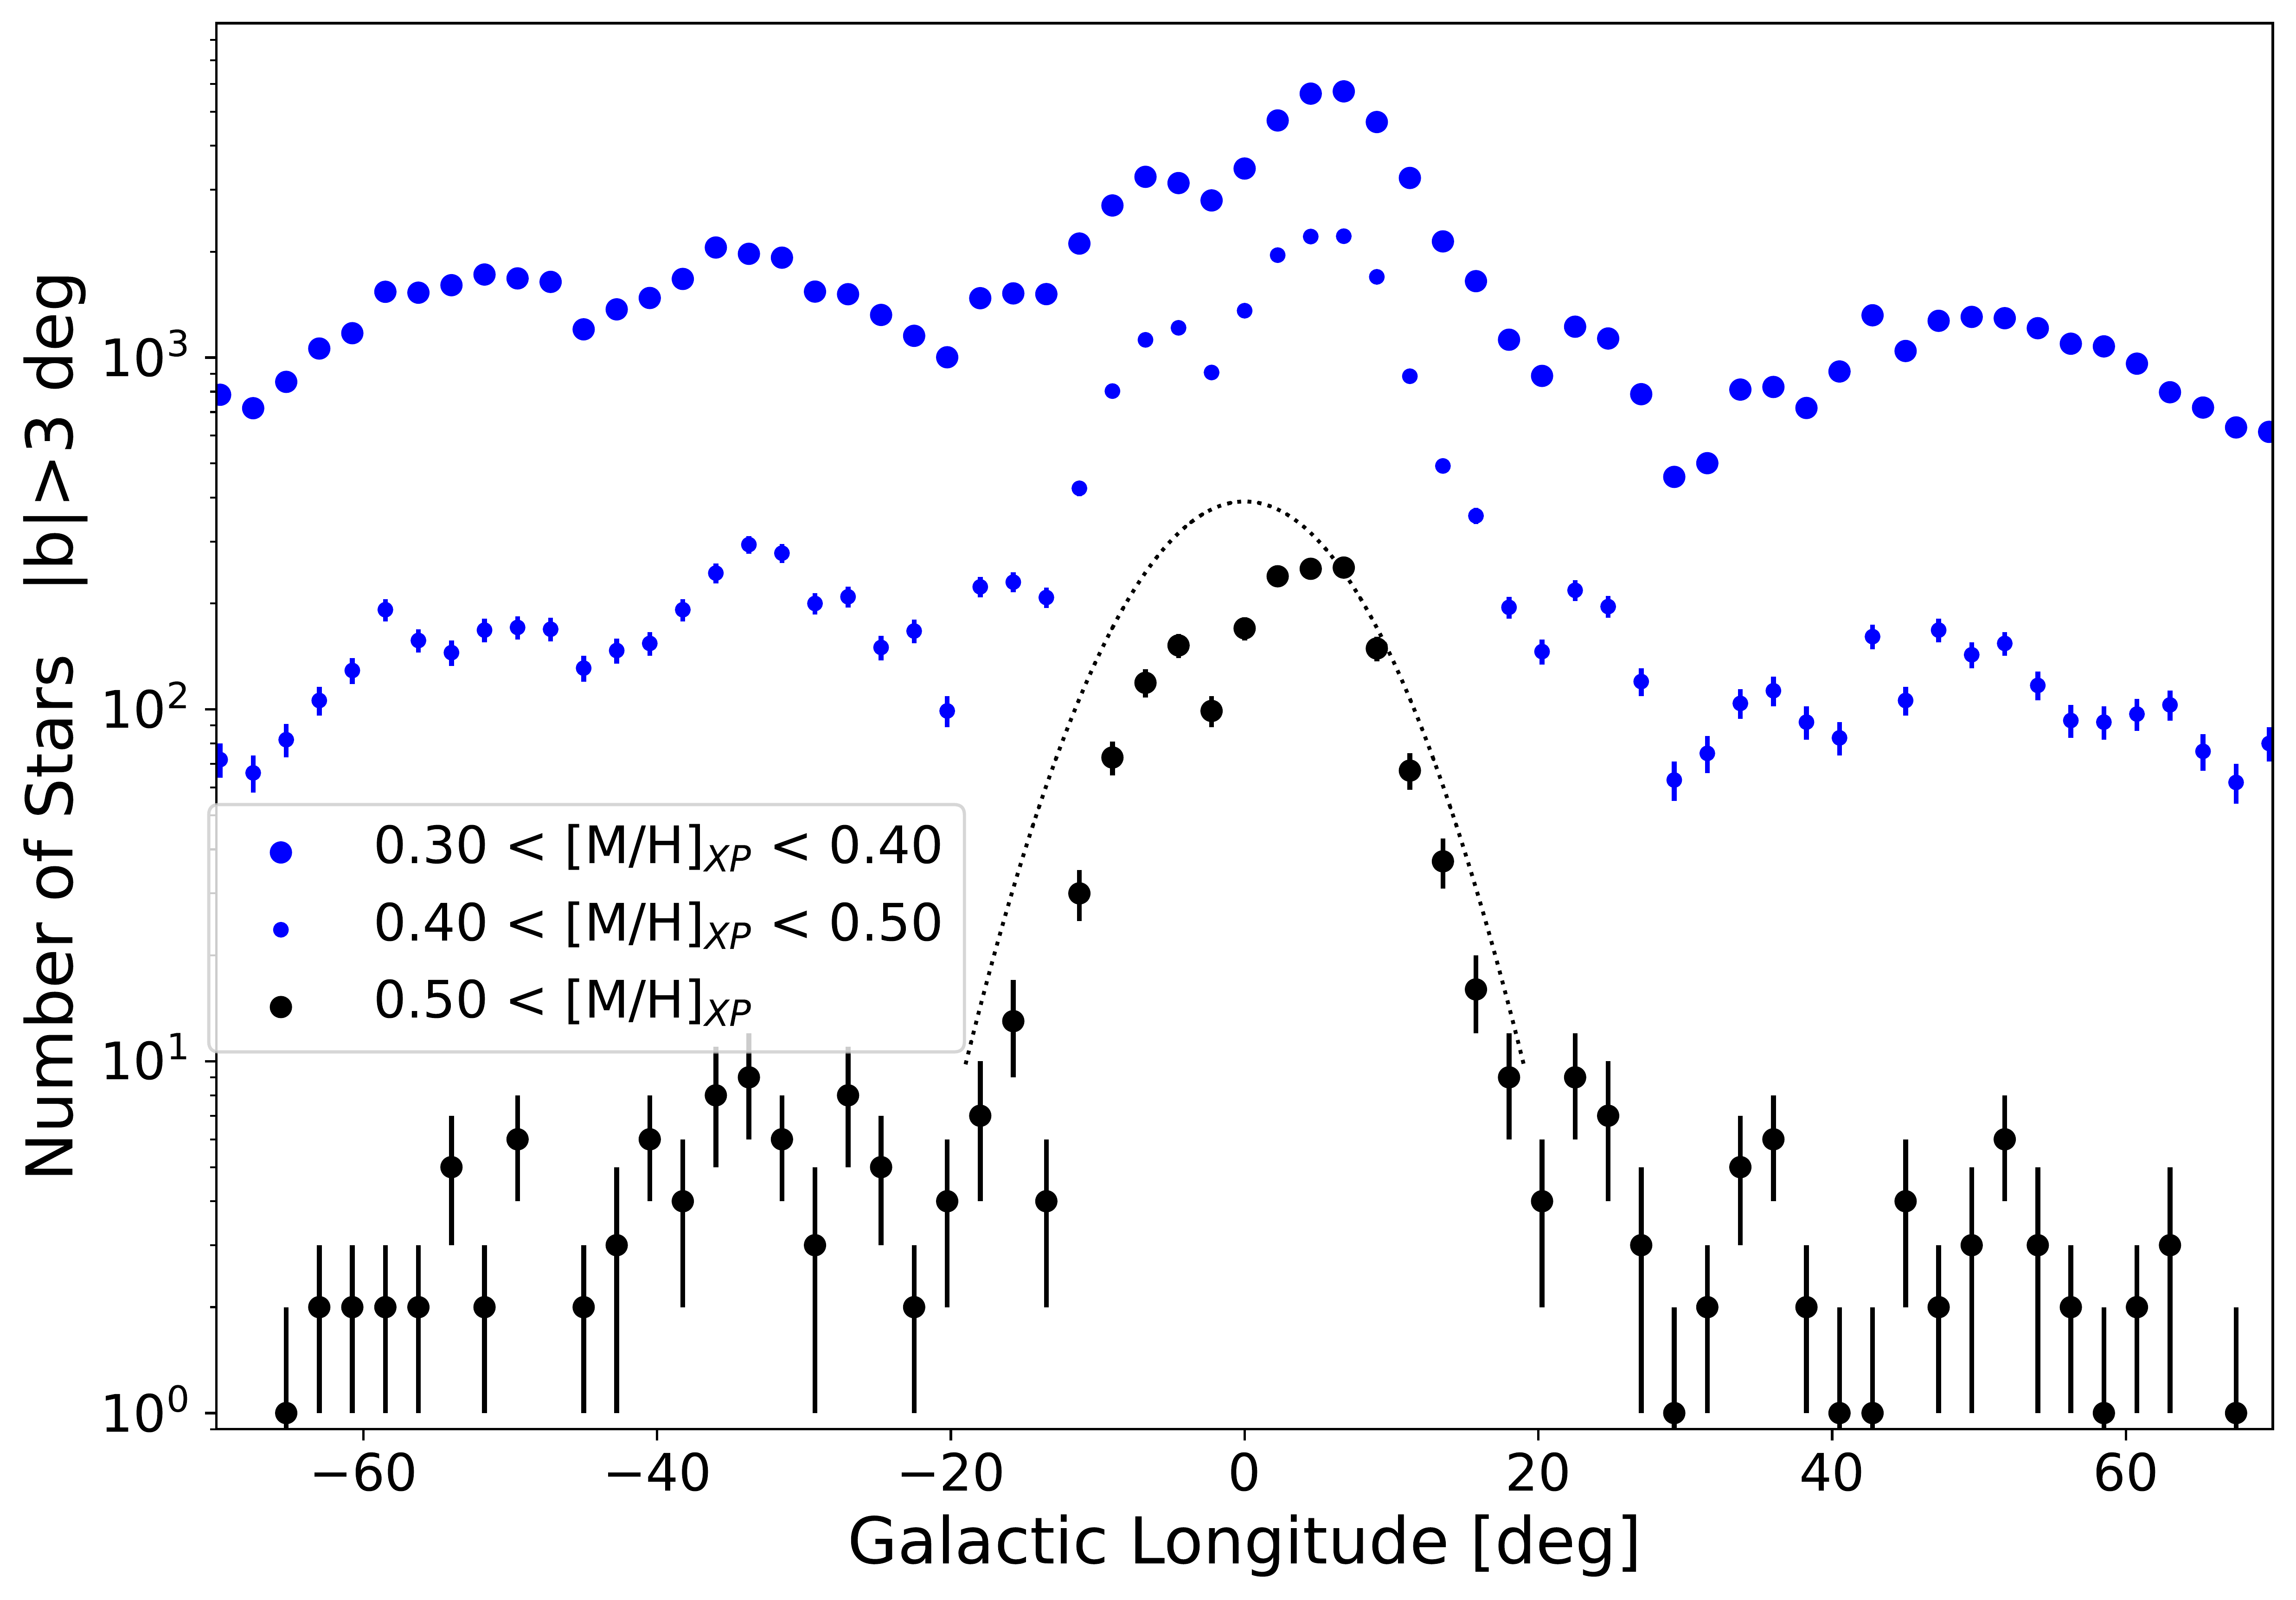 Number of Stars |b|>3 deg
10³
10²
10¹
10⁰
0.30 < [M/H]XP < 0.40
0.40 < [M/H]XP < 0.50
0.50 < [M/H]XP
−60 −40 −20 0 20 40 60
Galactic Longitude [deg]